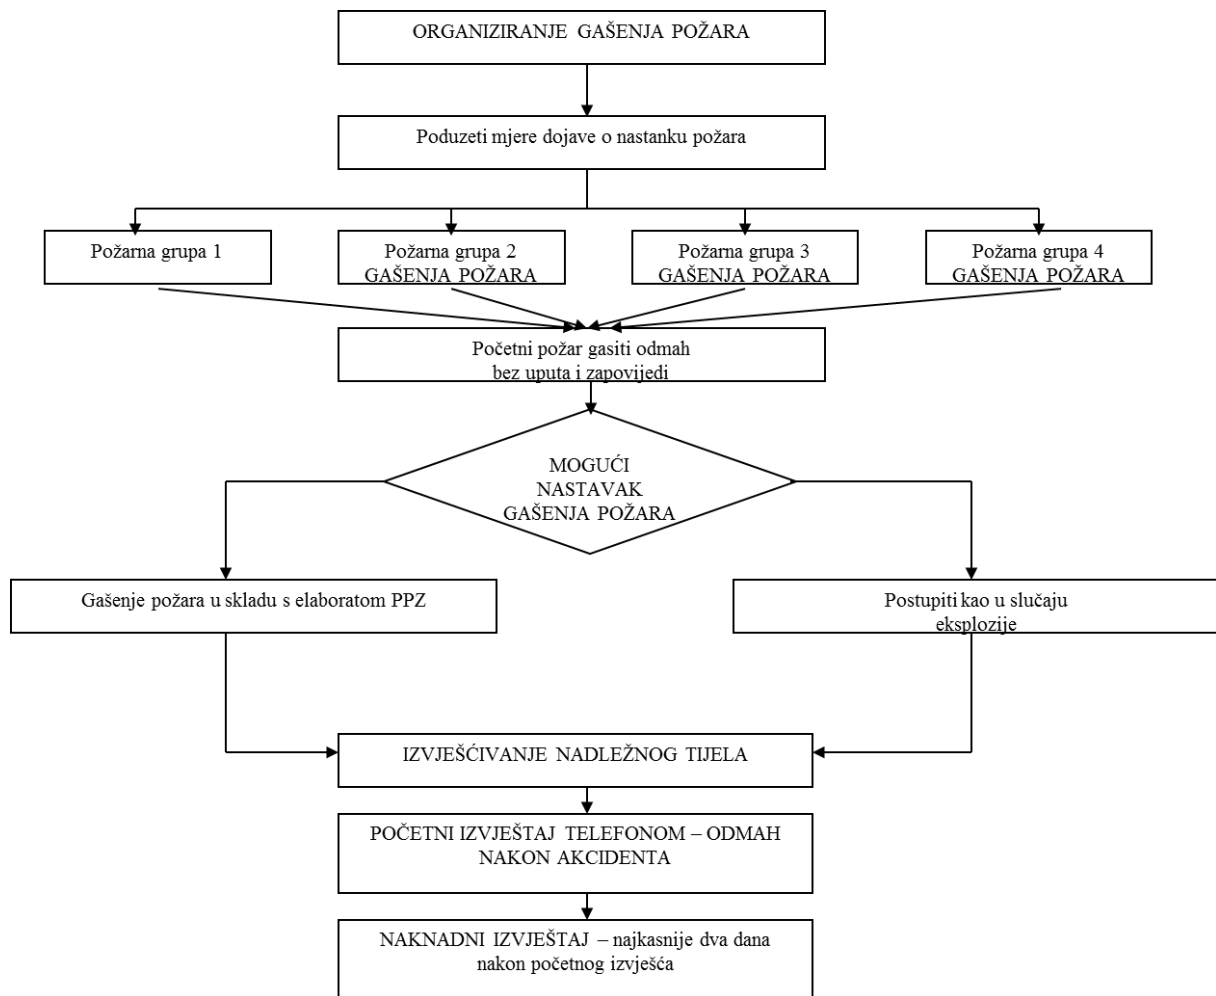 ORGANIZIRANJE GAŠENJA POŽARA
Poduzeti mjere dojave o nastanku požara
Požarna grupa 1
Požarna grupa 2
GAŠENJA POŽARA
Požarna grupa 3
GAŠENJA POŽARA
Požarna grupa 4
GAŠENJA POŽARA
Početni požar gasiti odmah
bez uputa i zapovijedi
MOGUĆI
NASTAVAK
GAŠENJA POŽARA
Gašenje požara u skladu s elaboratom PPZ
Postupiti kao u slučaju
eksplozije
IZVJEŠĆIVANJE NADLEŽNOG TIJELA
POČETNI IZVJEŠTAJ TELEFONOM – ODMAH
NAKON AKCIDENTA
NAKNADNI IZVJEŠTAJ – najkasnije dva dana
nakon početnog izvješća